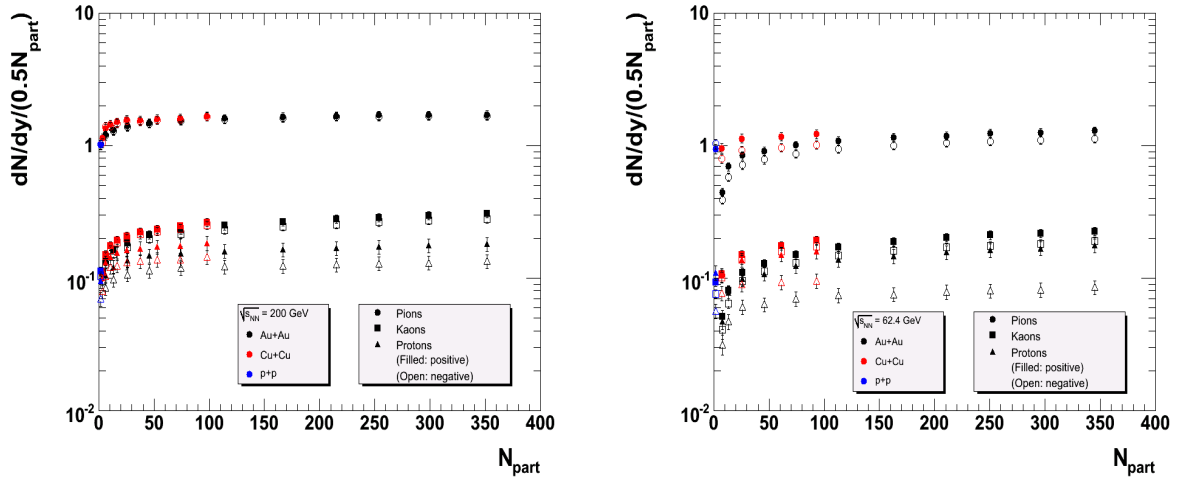 dN/dy/(0.5N_part)
10
1
10^-1
10^-2
√s_NN = 200 GeV
Au+Au
Cu+Cu
p+p
Pions
Kaons
Protons
(Filled: positive)
(Open: negative)
0 50 100 150 200 250 300 350 400
N_part
dN/dy/(0.5N_part)
10
1
10^-1
10^-2
√s_NN = 62.4 GeV
Au+Au
Cu+Cu
p+p
Pions
Kaons
Protons
(Filled: positive)
(Open: negative)
0 50 100 150 200 250 300 350 400
N_part